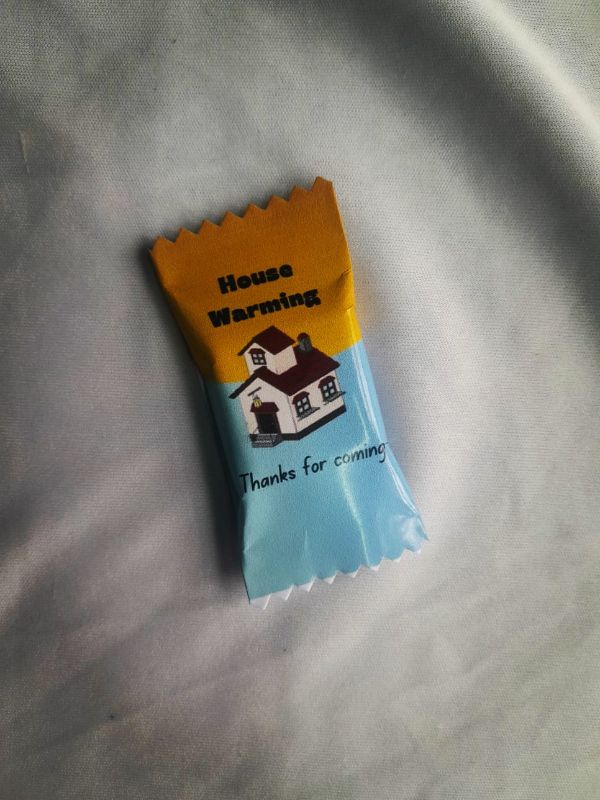 House
Warming
Thanks for coming